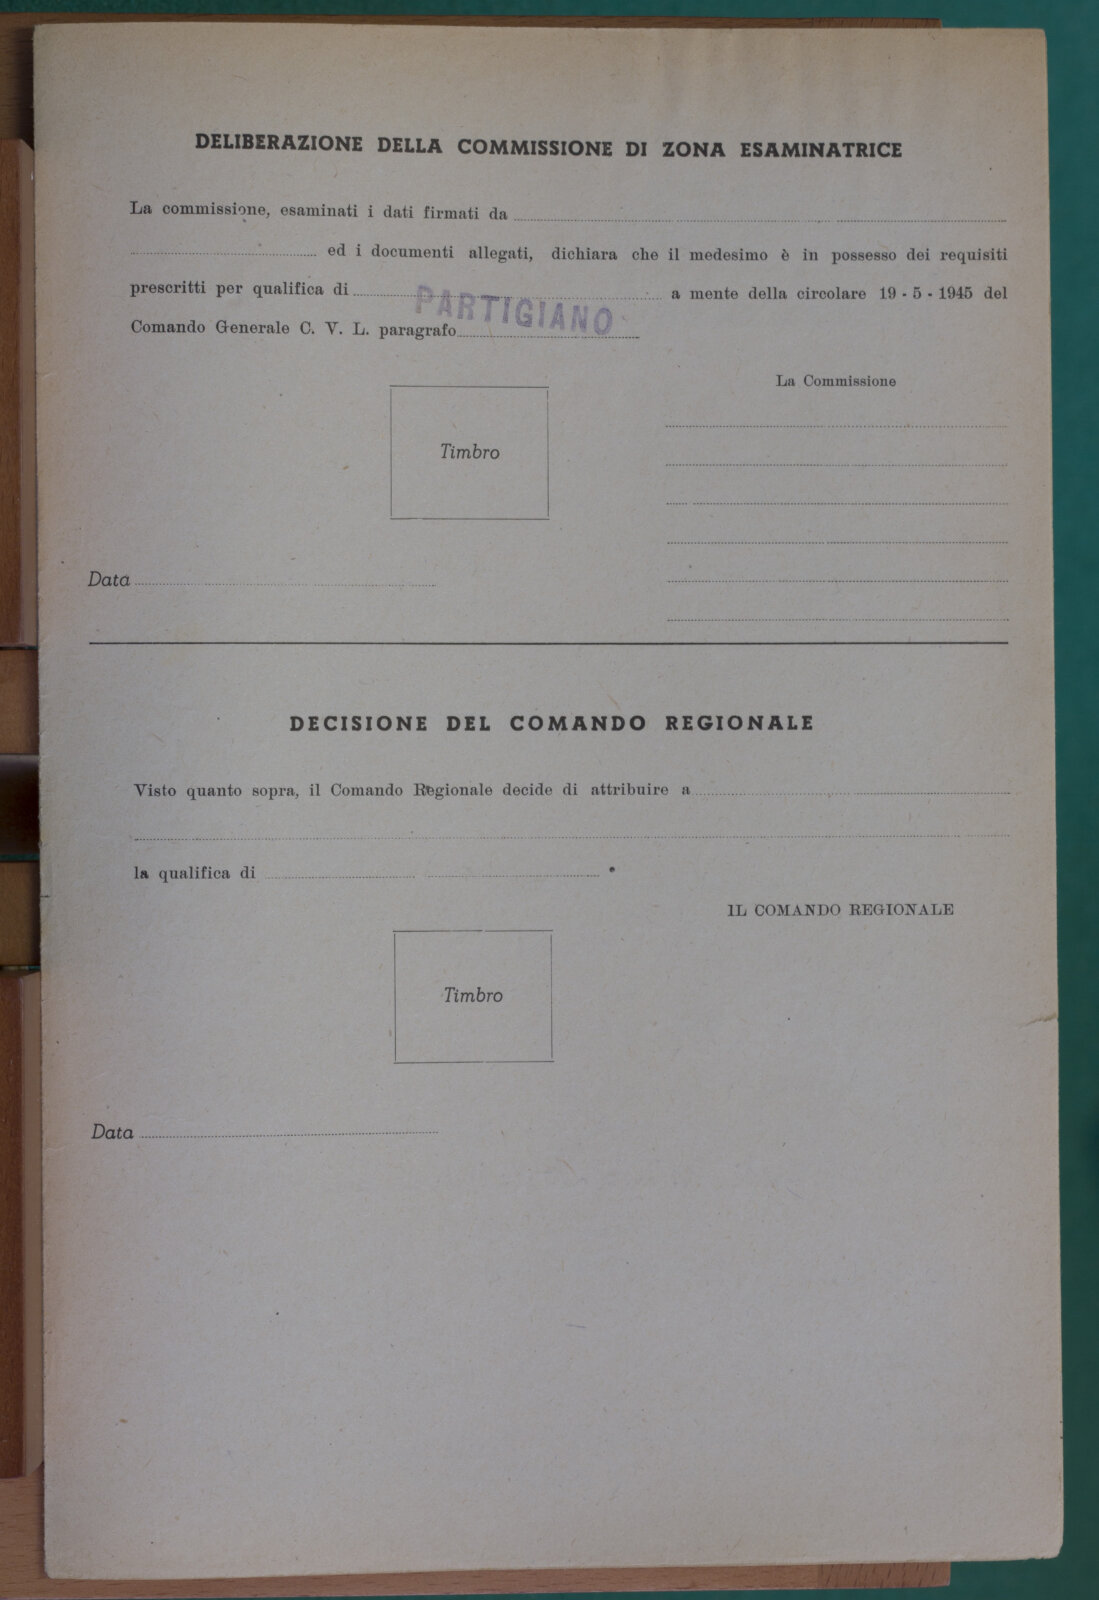 DELIBERAZIONE DELLA COMMISSIONE DI ZONA ESAMINATRICE
La commissione, esaminati i dati firmati da
ed i documenti allegati, dichiara che il medesimo è in possesso dei requisiti
prescritti per qualifica di PARTIGIANO a mente della circolare 19 - 5 - 1945 del
Comando Generale C. V. L. paragrafo
La Commissione
Timbro
Data
DECISIONE DEL COMANDO REGIONALE
Visto quanto sopra, il Comando Regionale decide di attribuire a
la qualifica di
IL COMANDO REGIONALE
Timbro
Data